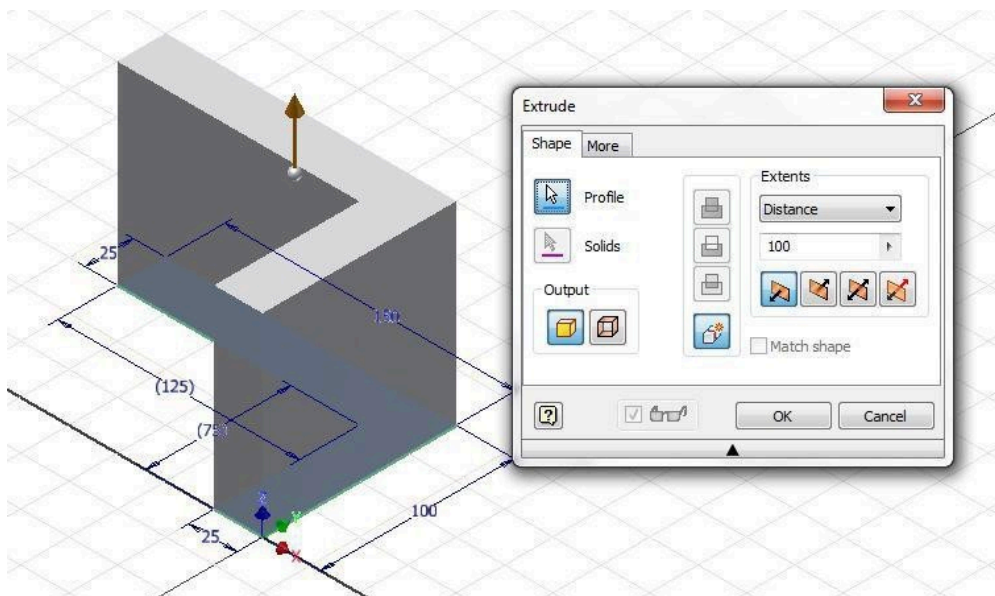 Extrude
Shape More
Profile
Solids
Output
Extents
Distance
100
Match shape
OK Cancel
25
150
(125)
(75)
100
25
Z
Y
X